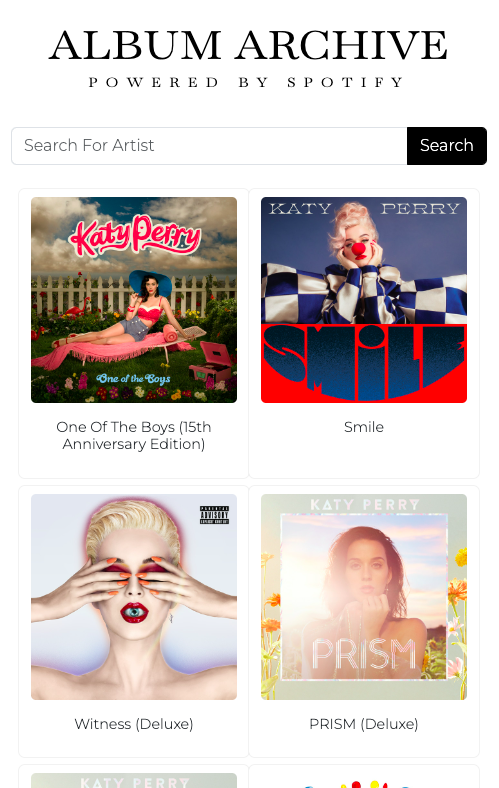 ALBUM ARCHIVE
POWERED BY SPOTIFY
Search For Artist
Search
Katy Perry
One of the Boys
KATY PERRY
SMiLE
One Of The Boys (15th
Anniversary Edition)
Smile
PARENTAL
ADVISORY
EXPLICIT CONTENT
KATY PERRY
PRISM
Witness (Deluxe)
PRISM (Deluxe)
KATY PERRY